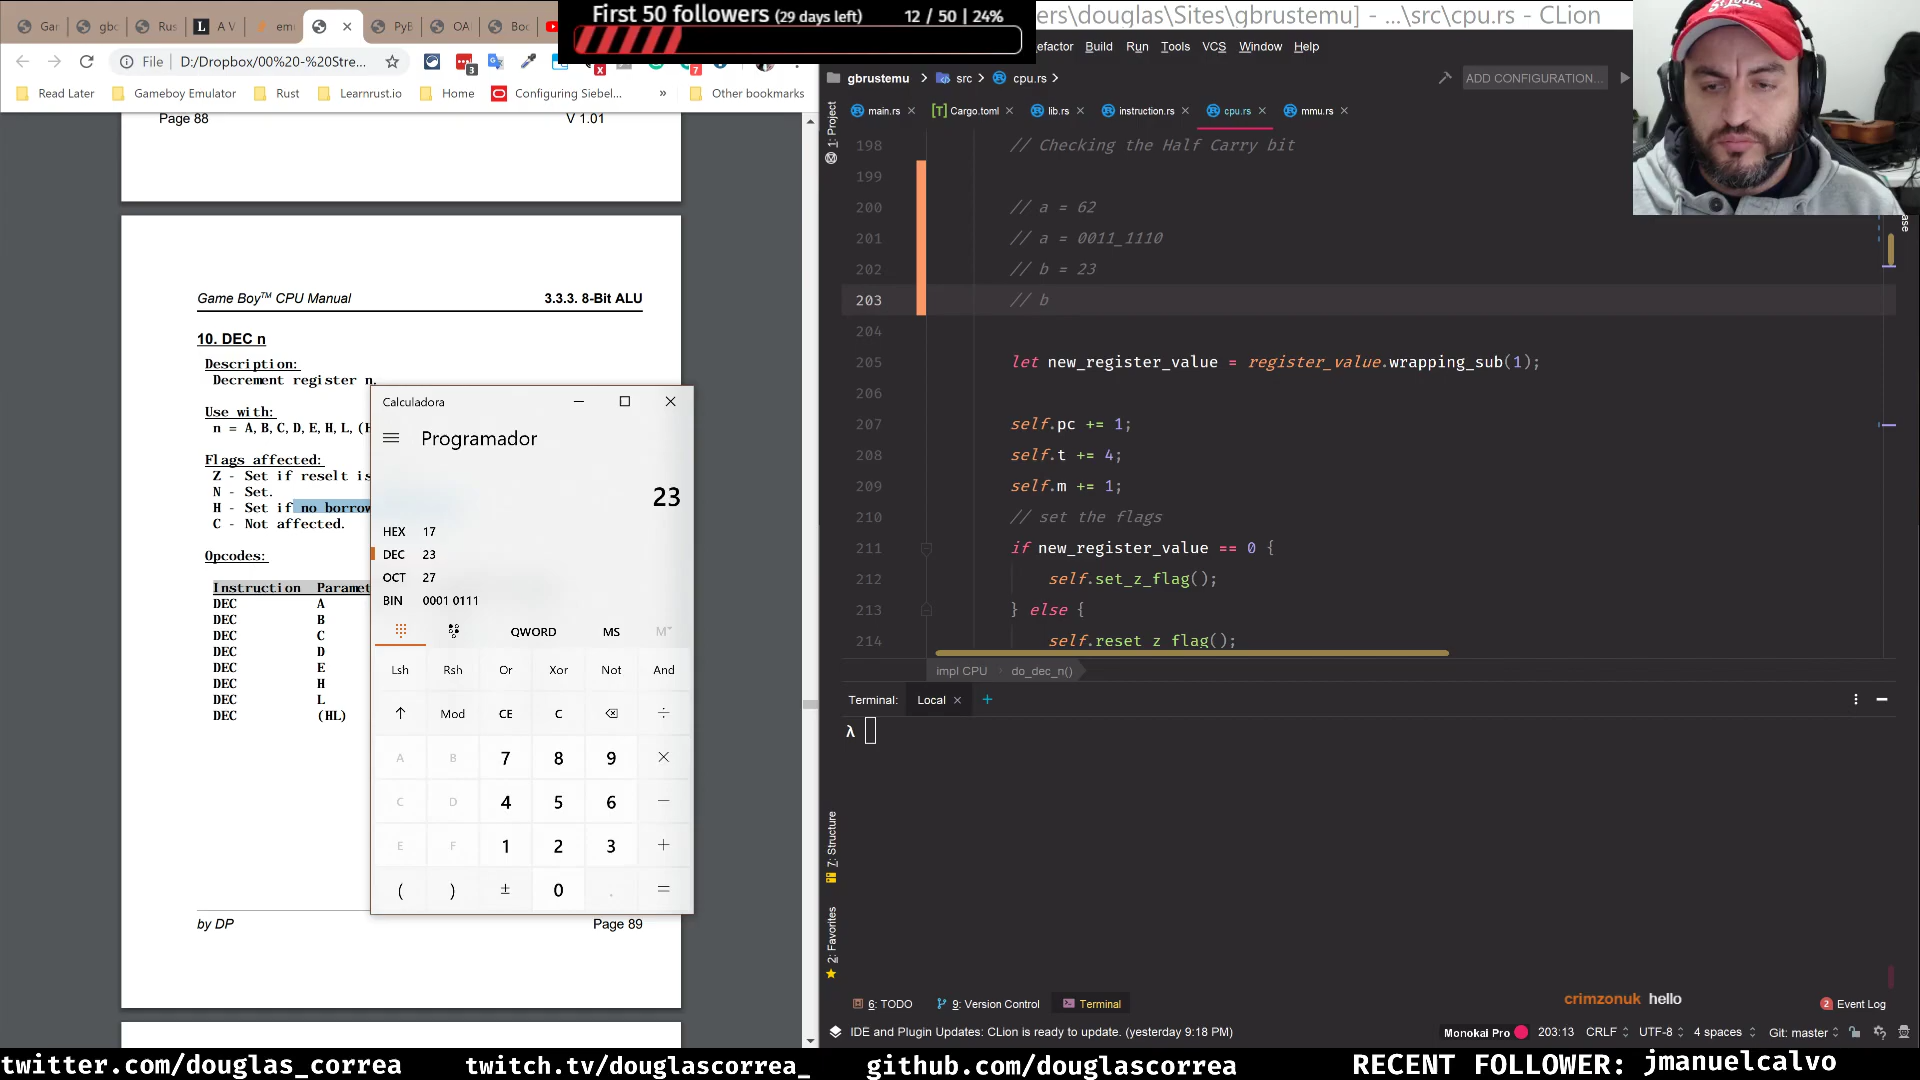 Gar
gbc
Rus
A V
em
PyB
OA
Boc
First 50 followers (29 days left)
12 / 50 | 24%
ers\douglas\Sites\gbrustemu] - ...\src\cpu.rs - CLion
File
D:/Dropbox/00%20-%20Stre...
3
x
7
efactor
Build
Run
Tools
VCS
Window
Help
gbrustemu
src
cpu.rs
ADD CONFIGURATION...
Read Later
Gameboy Emulator
Rust
Learnrust.io
Home
Configuring Siebel...
»
Other bookmarks
main.rs
Cargo.toml
lib.rs
instruction.rs
cpu.rs
mmu.rs
Page 88
V 1.01
Game Boy™ CPU Manual
3.3.3. 8-Bit ALU
10. DEC n
Description:
Decrement register n.
Use with:
n = A,B,C,D,E,H,L,(H
Flags affected:
Z - Set if reselt is
N - Set.
H - Set if no borrow
C - Not affected.
Opcodes:
Instruction Paramet
DEC A
DEC B
DEC C
DEC D
DEC E
DEC H
DEC L
DEC (HL)
by DP
Page 89
Calculadora
Programador
23
HEX 17
DEC 23
OCT 27
BIN 0001 0111
QWORD
MS
M
Lsh Rsh Or Xor Not And
↑ Mod CE C ÷
A B 7 8 9 ×
C D 4 5 6 −
E F 1 2 3 +
( ) ± 0 . =
1: Project
198 // Checking the Half Carry bit
199
200 // a = 62
201 // a = 0011_1110
202 // b = 23
203 // b
204
205 let new_register_value = register_value.wrapping_sub(1);
206
207 self.pc += 1;
208 self.t += 4;
209 self.m += 1;
210 // set the flags
211 if new_register_value == 0 {
212 self.set_z_flag();
213 } else {
214 self.reset_z_flag();
impl CPU
do_dec_n()
Terminal:
Local
+
λ
7: Structure
2: Favorites
crimzonuk hello
6: TODO
9: Version Control
Terminal
2 Event Log
IDE and Plugin Updates: CLion is ready to update. (yesterday 9:18 PM)
Monokai Pro
203:13
CRLF
UTF-8
4 spaces
Git: master
twitter.com/douglas_correa
twitch.tv/douglascorrea_
github.com/douglascorrea
RECENT FOLLOWER: jmanuelcalvo